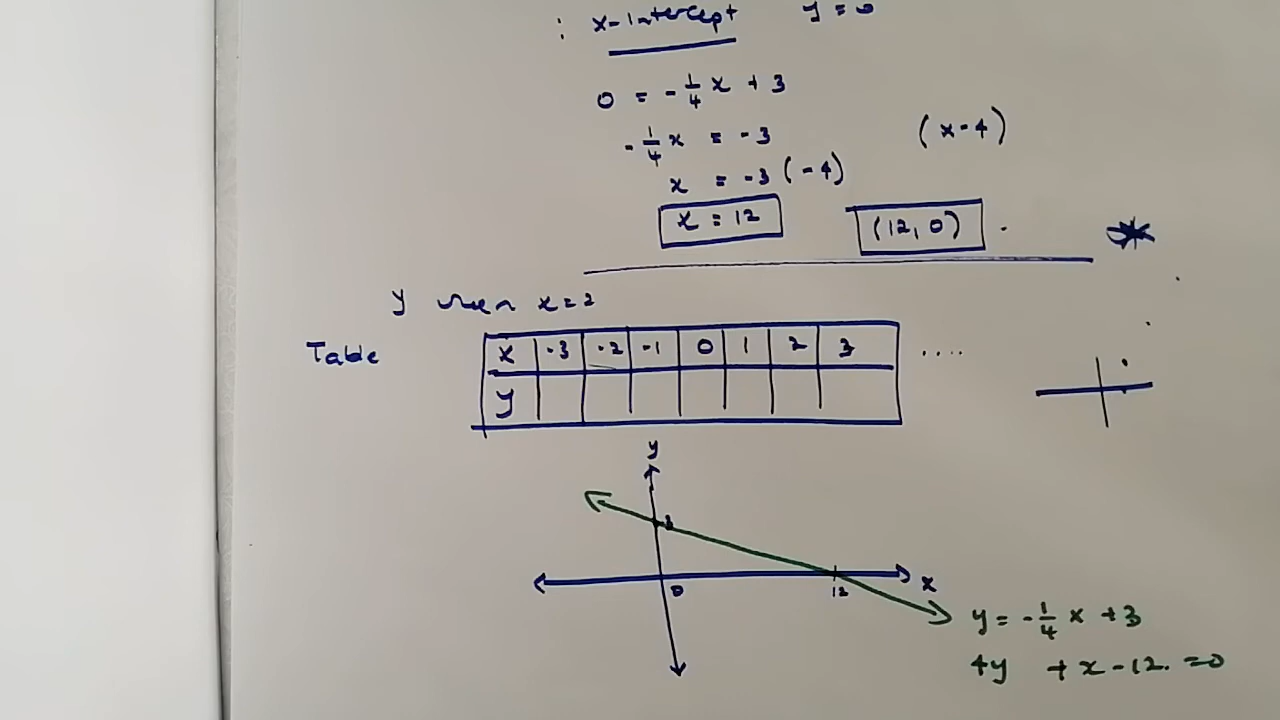 : x-Intercept y = 0
0 = -1/4 x + 3
-1/4 x = -3
(x-4)
x = -3 (-4)
x = 12 (12, 0) .
y when x=2
Table
x -3 -2 -1 0 1 2 3 ....
y
y
3
0 12 x
y = -1/4 x + 3
4y + x - 12. = 0